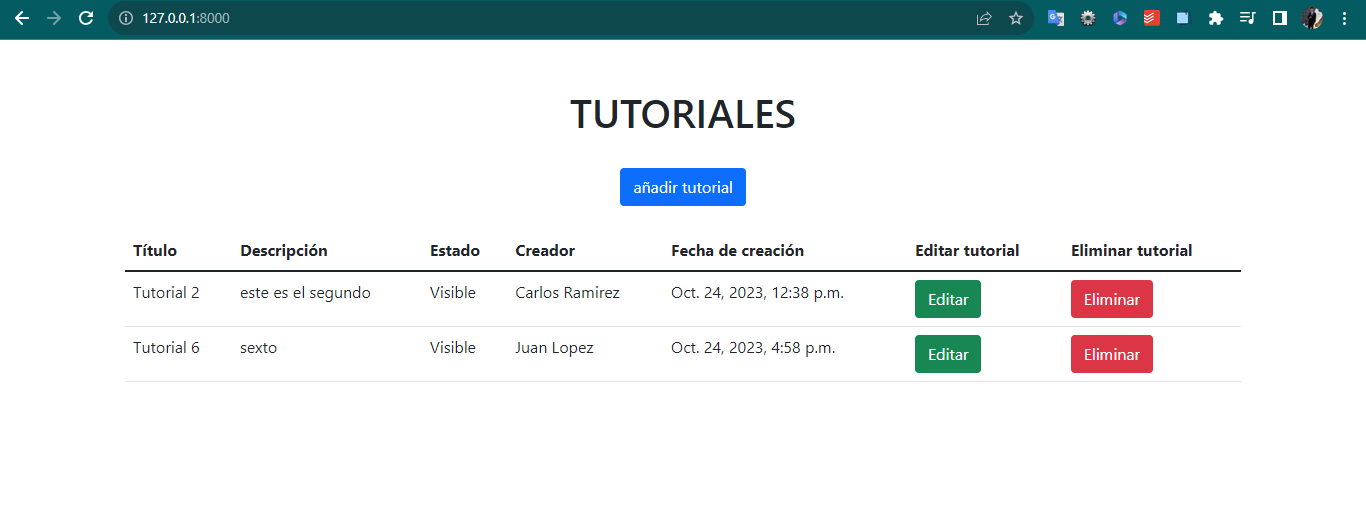 127.0.0.1:8000
TUTORIALES
añadir tutorial
Título Descripción Estado Creador Fecha de creación Editar tutorial Eliminar tutorial
Tutorial 2 este es el segundo Visible Carlos Ramirez Oct. 24, 2023, 12:38 p.m. Editar Eliminar
Tutorial 6 sexto Visible Juan Lopez Oct. 24, 2023, 4:58 p.m. Editar Eliminar